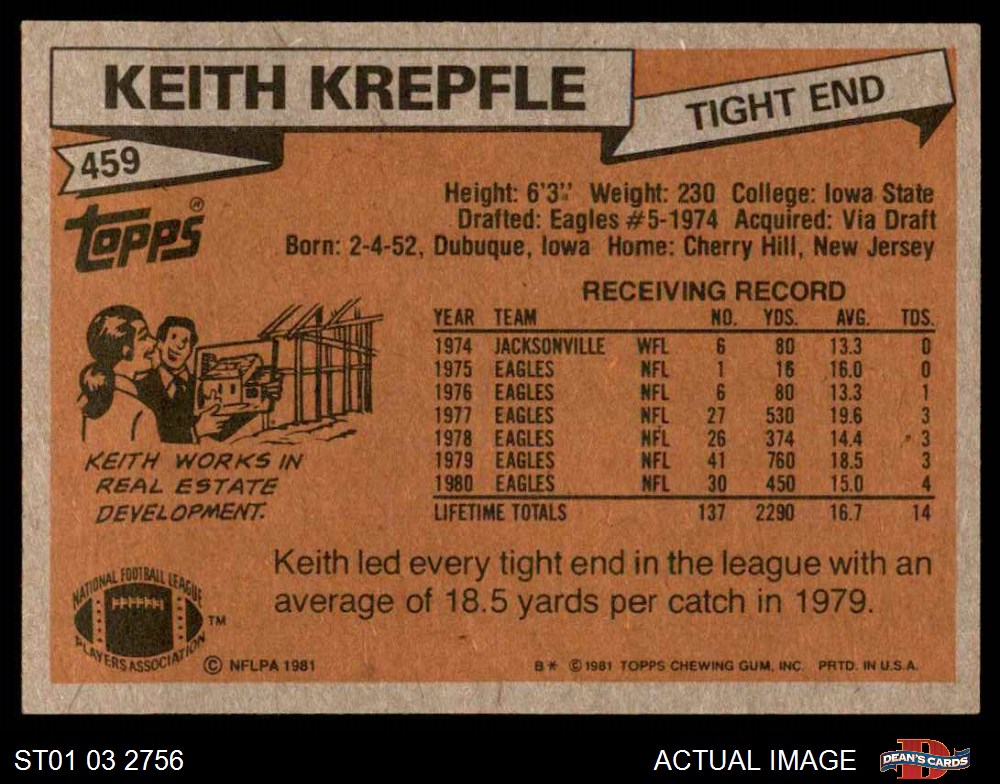 KEITH KREPFLE
TIGHT END
459
TOPPS®
Height: 6'3" Weight: 230 College: Iowa State
Drafted: Eagles #5-1974 Acquired: Via Draft
Born: 2-4-52, Dubuque, Iowa Home: Cherry Hill, New Jersey
RECEIVING RECORD
YEAR TEAM NO. YDS. AVG. TDS.
1974 JACKSONVILLE WFL 6 80 13.3 0
1975 EAGLES NFL 1 16 16.0 0
1976 EAGLES NFL 6 80 13.3 1
1977 EAGLES NFL 27 530 19.6 3
1978 EAGLES NFL 26 374 14.4 3
1979 EAGLES NFL 41 760 18.5 3
1980 EAGLES NFL 30 450 15.0 4
LIFETIME TOTALS 137 2290 16.7 14
KEITH WORKS IN
REAL ESTATE
DEVELOPMENT.
Keith led every tight end in the league with an
average of 18.5 yards per catch in 1979.
NATIONAL FOOTBALL LEAGUE
PLAYERS ASSOCIATION
TM
© NFLPA 1981
B* © 1981 TOPPS CHEWING GUM, INC. PRTD. IN U.S.A.
ST01 03 2756
ACTUAL IMAGE
D
DEAN'S CARDS